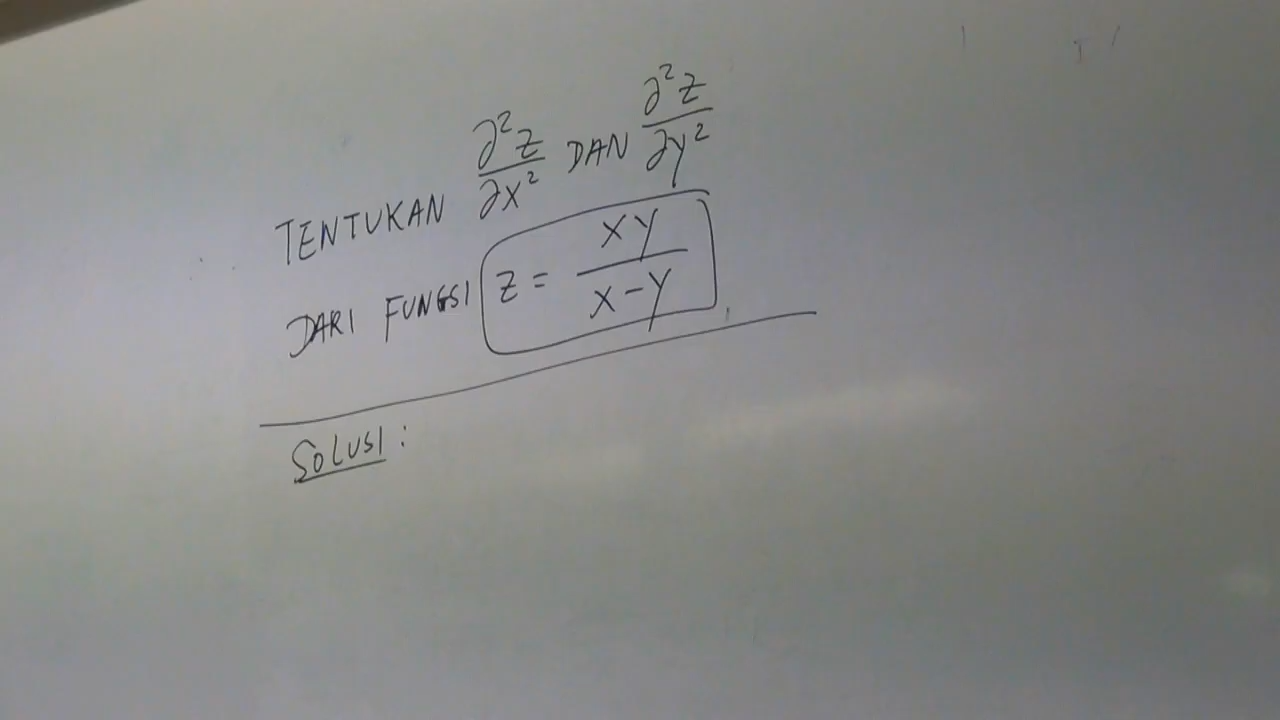 TENTUKAN ∂²z/∂x² DAN ∂²z/∂y²
DARI FUNGSI z = xy/(x-y).
SOLUSI: